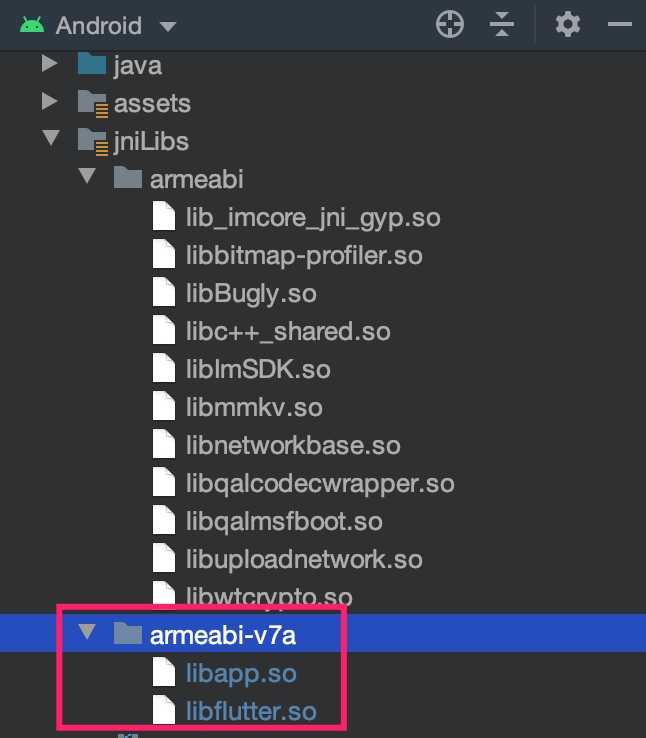 Android
java
assets
jniLibs
armeabi
lib_imcore_jni_gyp.so
libbitmap-profiler.so
libBugly.so
libc++_shared.so
libImSDK.so
libmmkv.so
libnetworkbase.so
libqalcodecwrapper.so
libqalmsfboot.so
libuploadnetwork.so
libwtcrypto.so
armeabi-v7a
libapp.so
libflutter.so